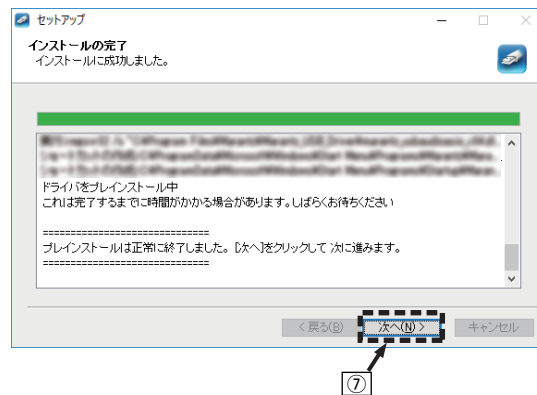 セットアップ
インストールの完了
インストールに成功しました。
ドライバをプレインストール中
これは完了するまでに時間がかかる場合があります。しばらくお待ちください
==============================
プレインストールは正常に終了しました。[次へ]をクリックして 次に進みます。
==============================
< 戻る(B)
次へ(N) >
キャンセル
⑦